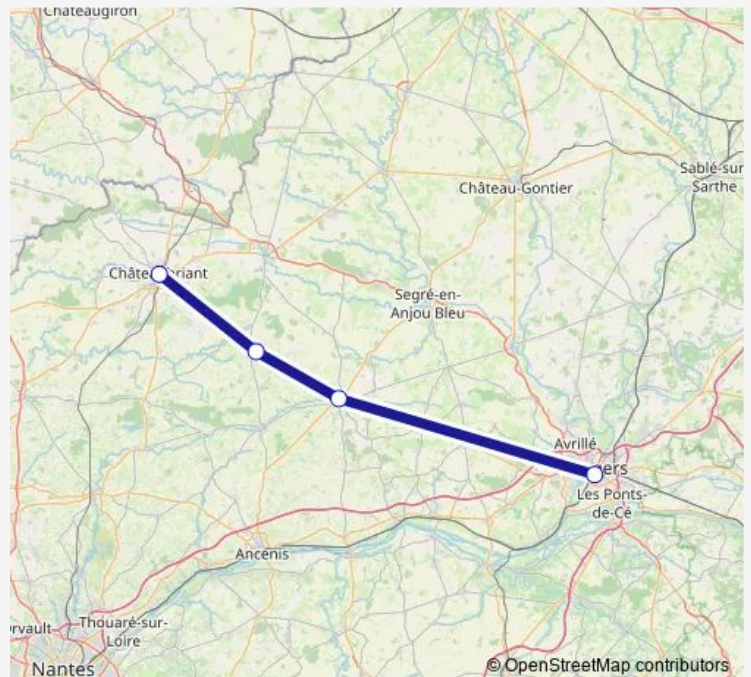 Châteaugiron
Château-Gontier
Sablé-sur-
Sarthe
Segré-en-
Anjou Bleu
Avrillé
Les Ponts-
de-Cé
Ancenis
Thouaré-sur-
Loire
Nantes
© OpenStreetMap contributors